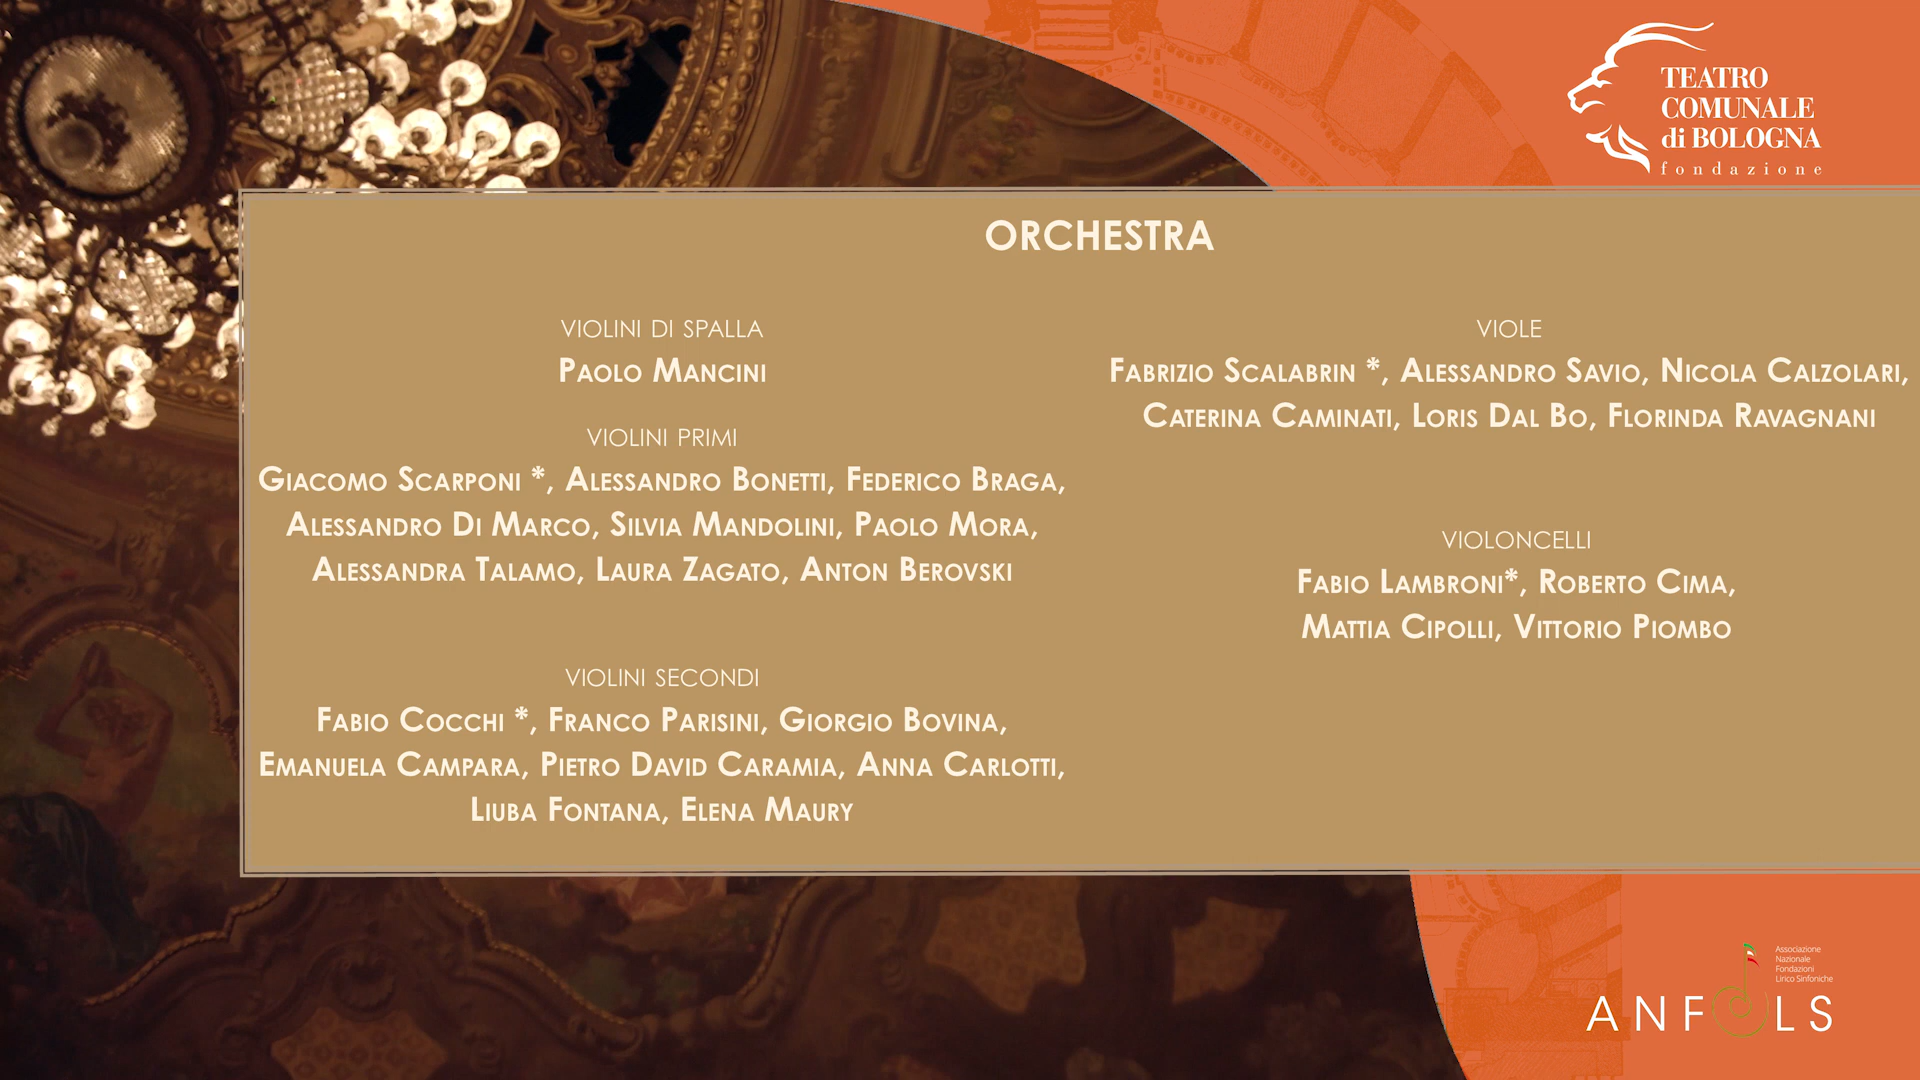 TEATRO
COMUNALE
di BOLOGNA
fondazione
ORCHESTRA
VIOLINI DI SPALLA
PAOLO MANCINI
VIOLINI PRIMI
GIACOMO SCARPONI *, ALESSANDRO BONETTI, FEDERICO BRAGA,
ALESSANDRO DI MARCO, SILVIA MANDOLINI, PAOLO MORA,
ALESSANDRA TALAMO, LAURA ZAGATO, ANTON BEROVSKI
VIOLINI SECONDI
FABIO COCCHI *, FRANCO PARISINI, GIORGIO BOVINA,
EMANUELA CAMPARA, PIETRO DAVID CARAMIA, ANNA CARLOTTI,
LIUBA FONTANA, ELENA MAURY
VIOLE
FABRIZIO SCALABRIN *, ALESSANDRO SAVIO, NICOLA CALZOLARI,
CATERINA CAMINATI, LORIS DAL BO, FLORINDA RAVAGNANI
VIOLONCELLI
FABIO LAMBRONI*, ROBERTO CIMA,
MATTIA CIPOLLI, VITTORIO PIOMBO
Associazione
Nazionale
Fondazioni
Lirico Sinfoniche
ANFOLS